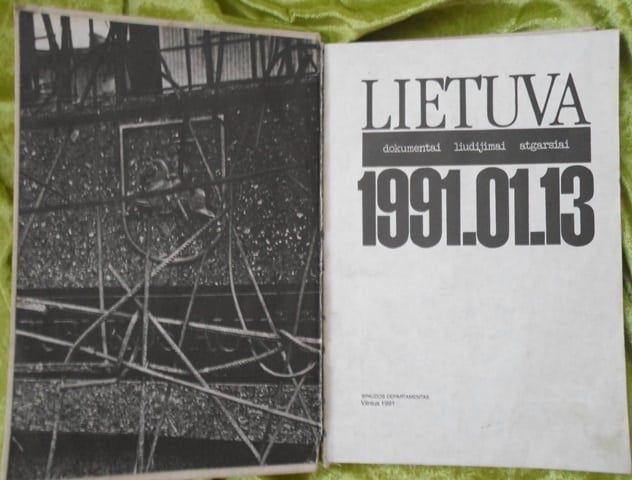 LIETUVA
dokumentai liudijimai atgarsiai
1991.01.13
SPAUDOS DEPARTAMENTAS
Vilnius 1991